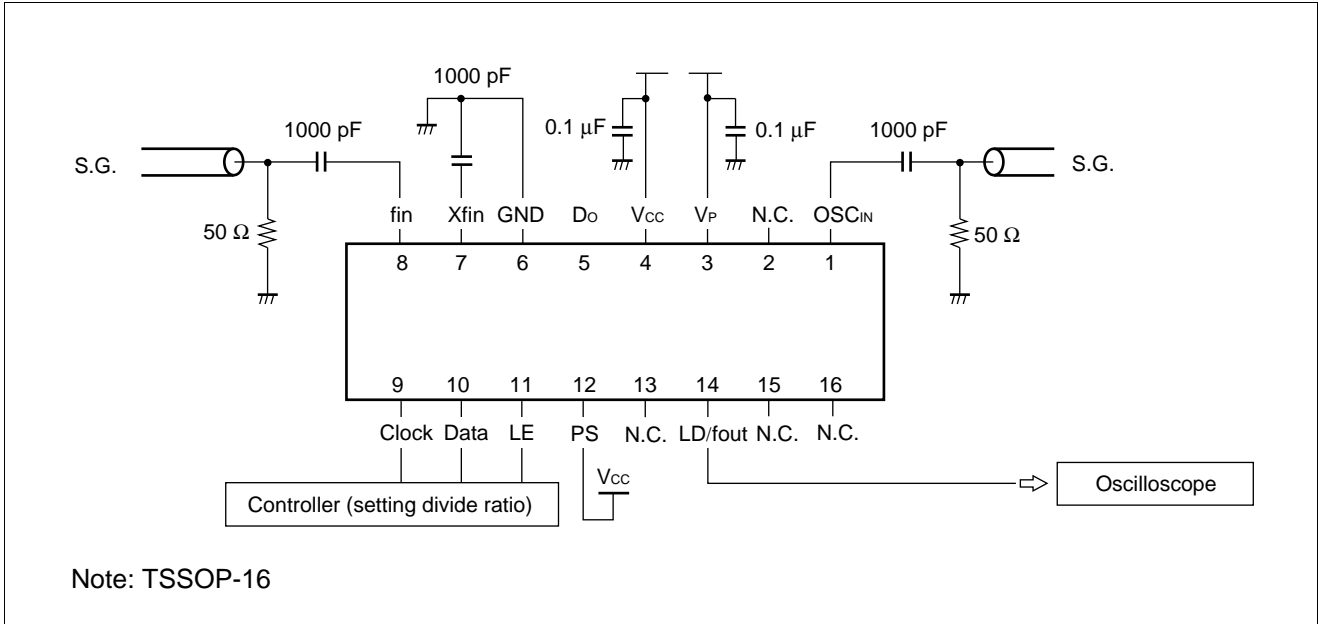 1000 pF
1000 pF
0.1 μF
0.1 μF
1000 pF
S.G.
S.G.
50 Ω
50 Ω
fin Xfin GND DO VCC VP N.C. OSCIN
8 7 6 5 4 3 2 1
9 10 11 12 13 14 15 16
Clock Data LE PS N.C. LD/fout N.C. N.C.
VCC
Controller (setting divide ratio)
Oscilloscope
Note: TSSOP-16